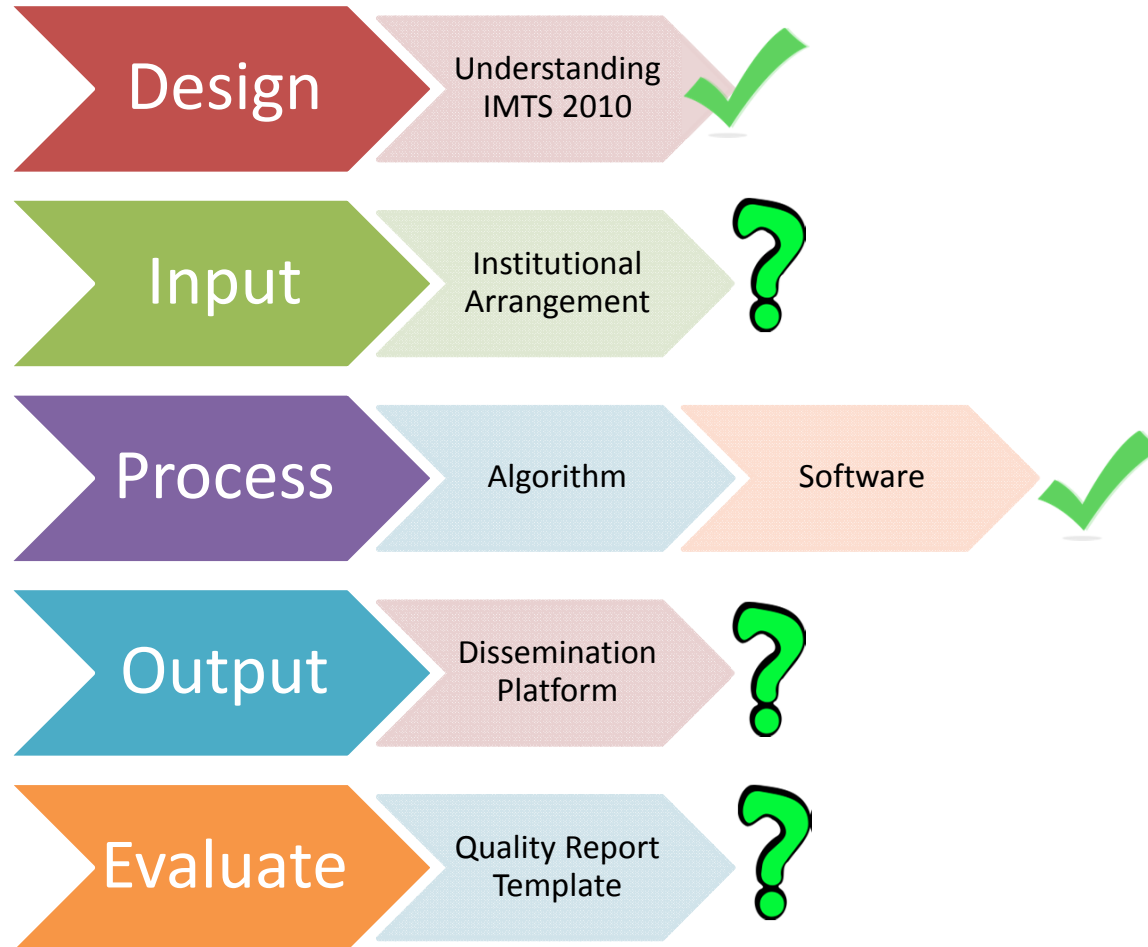 Design
Understanding
IMTS 2010
Input
Institutional
Arrangement
?
Process
Algorithm
Software
Output
Dissemination
Platform
?
Evaluate
Quality Report
Template
?